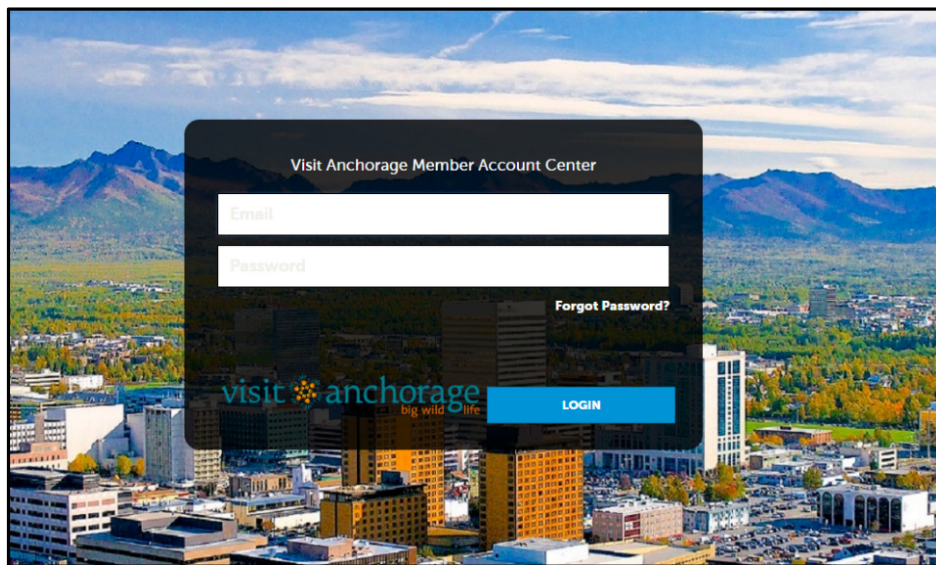 Visit Anchorage Member Account Center
Email
Password
Forgot Password?
visit anchorage
big wild life
LOGIN